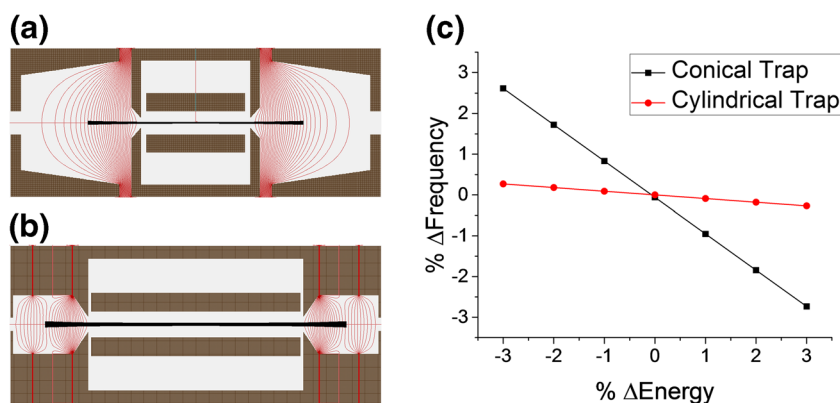 (a)
(b)
(c)
Conical Trap
Cylindrical Trap
% ΔFrequency
3
2
1
0
-1
-2
-3
-3 -2 -1 0 1 2 3
% ΔEnergy